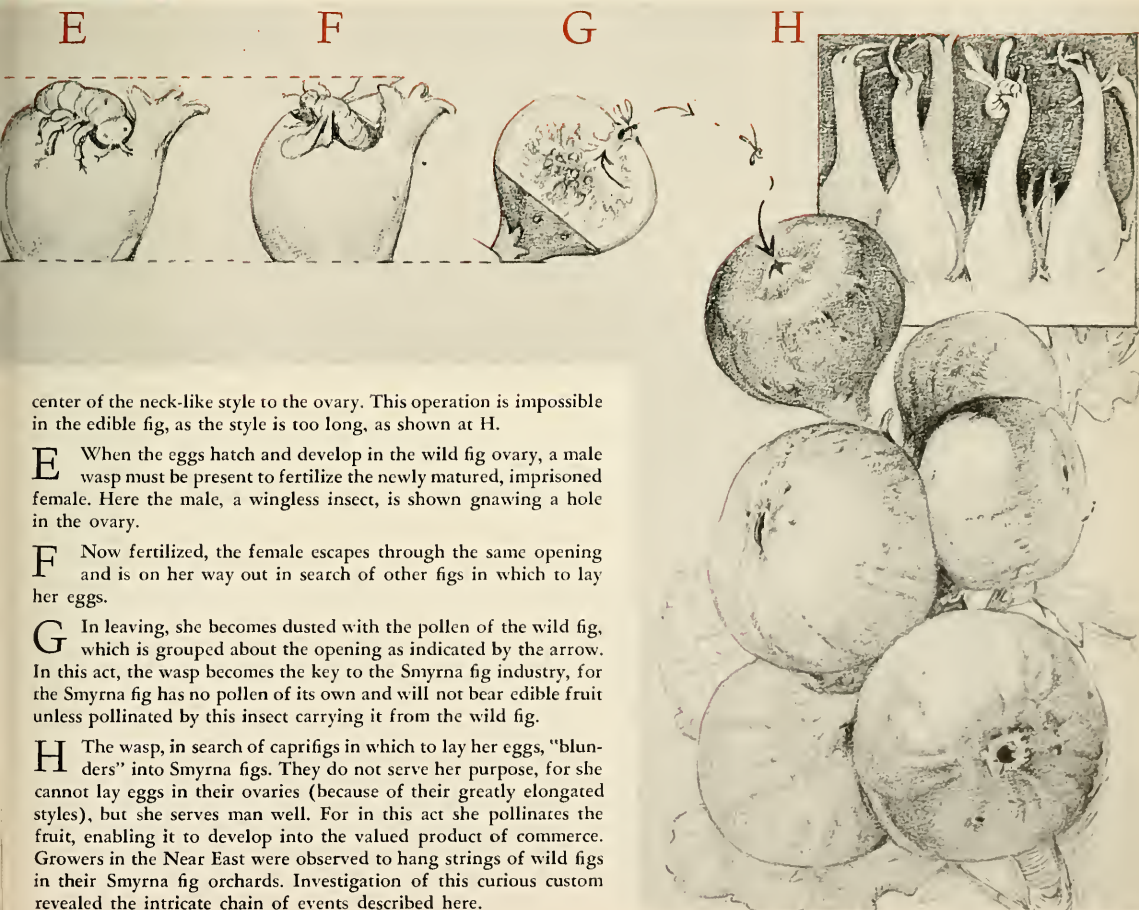 E F G H
center of the neck-like style to the ovary. This operation is impossible
in the edible fig, as the style is too long, as shown at H.
E When the eggs hatch and develop in the wild fig ovary, a male
wasp must be present to fertilize the newly matured, imprisoned
female. Here the male, a wingless insect, is shown gnawing a hole
in the ovary.
F Now fertilized, the female escapes through the same opening
and is on her way out in search of other figs in which to lay
her eggs.
G In leaving, she becomes dusted with the pollen of the wild fig,
which is grouped about the opening as indicated by the arrow.
In this act, the wasp becomes the key to the Smyrna fig industry, for
the Smyrna fig has no pollen of its own and will not bear edible fruit
unless pollinated by this insect carrying it from the wild fig.
H The wasp, in search of caprifigs in which to lay her eggs, "blun-
ders" into Smyrna figs. They do not serve her purpose, for she
cannot lay eggs in their ovaries (because of their greatly elongated
styles), but she serves man well. For in this act she pollinates the
fruit, enabling it to develop into the valued product of commerce.
Growers in the Near East were observed to hang strings of wild figs
in their Smyrna fig orchards. Investigation of this curious custom
revealed the intricate chain of events described here.